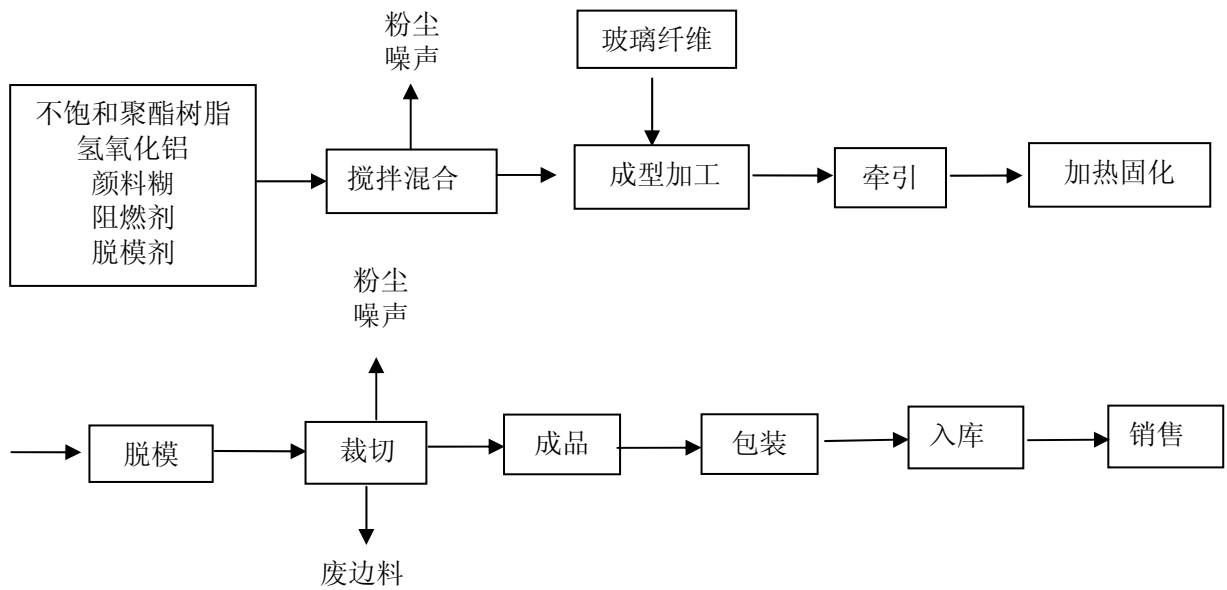 粉尘
噪声
玻璃纤维
不饱和聚酯树脂
氢氧化铝
颜料糊
阻燃剂
脱模剂
搅拌混合
成型加工
牵引
加热固化
粉尘
噪声
脱模
裁切
成品
包装
入库
销售
废边料